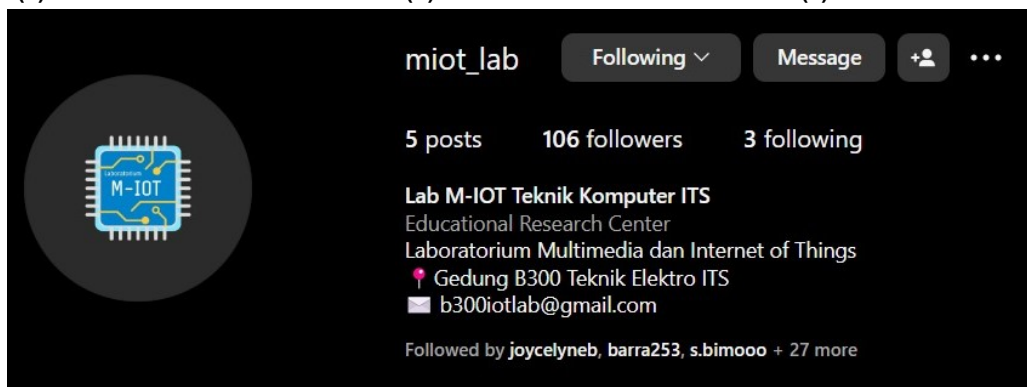 miot_lab Following Message
5 posts 106 followers 3 following
Laboratorium
M-IOT
Lab M-IOT Teknik Komputer ITS
Educational Research Center
Laboratorium Multimedia dan Internet of Things
Gedung B300 Teknik Elektro ITS
b300iotlab@gmail.com
Followed by joycelyneb, barra253, s.bimooo + 27 more